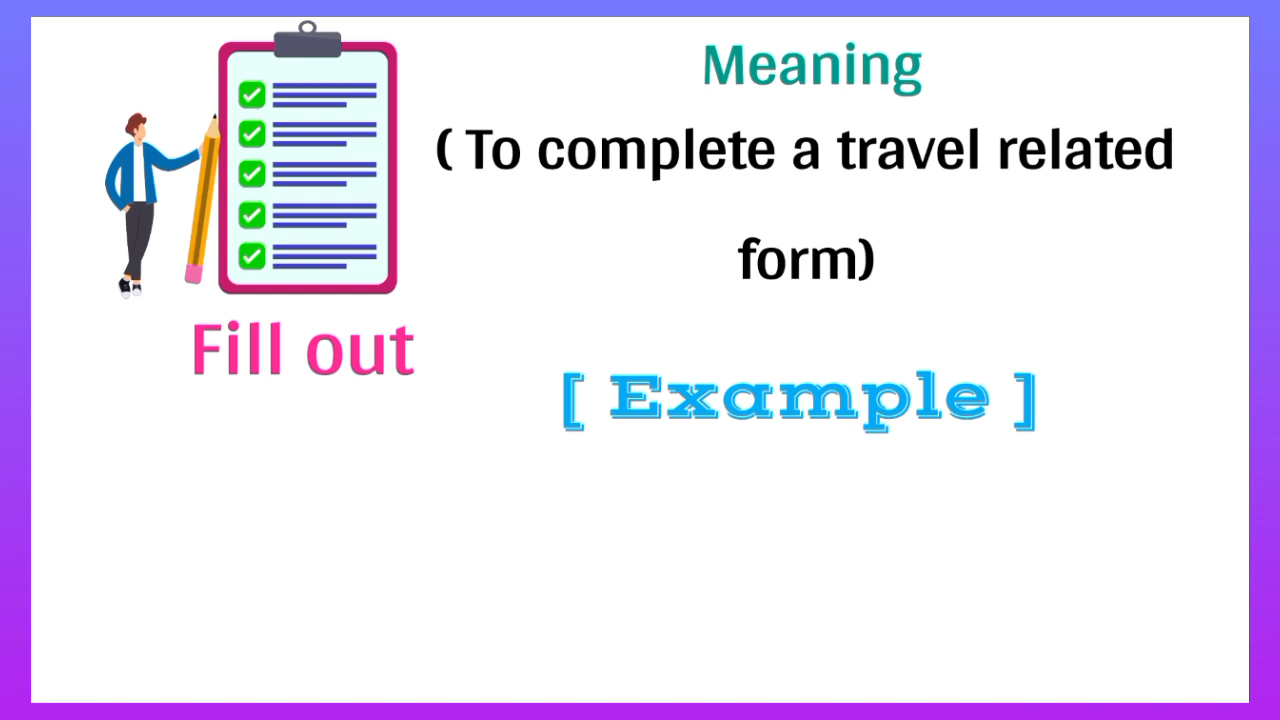 Meaning
( To complete a travel related
form)
Fill out
[ Example ]